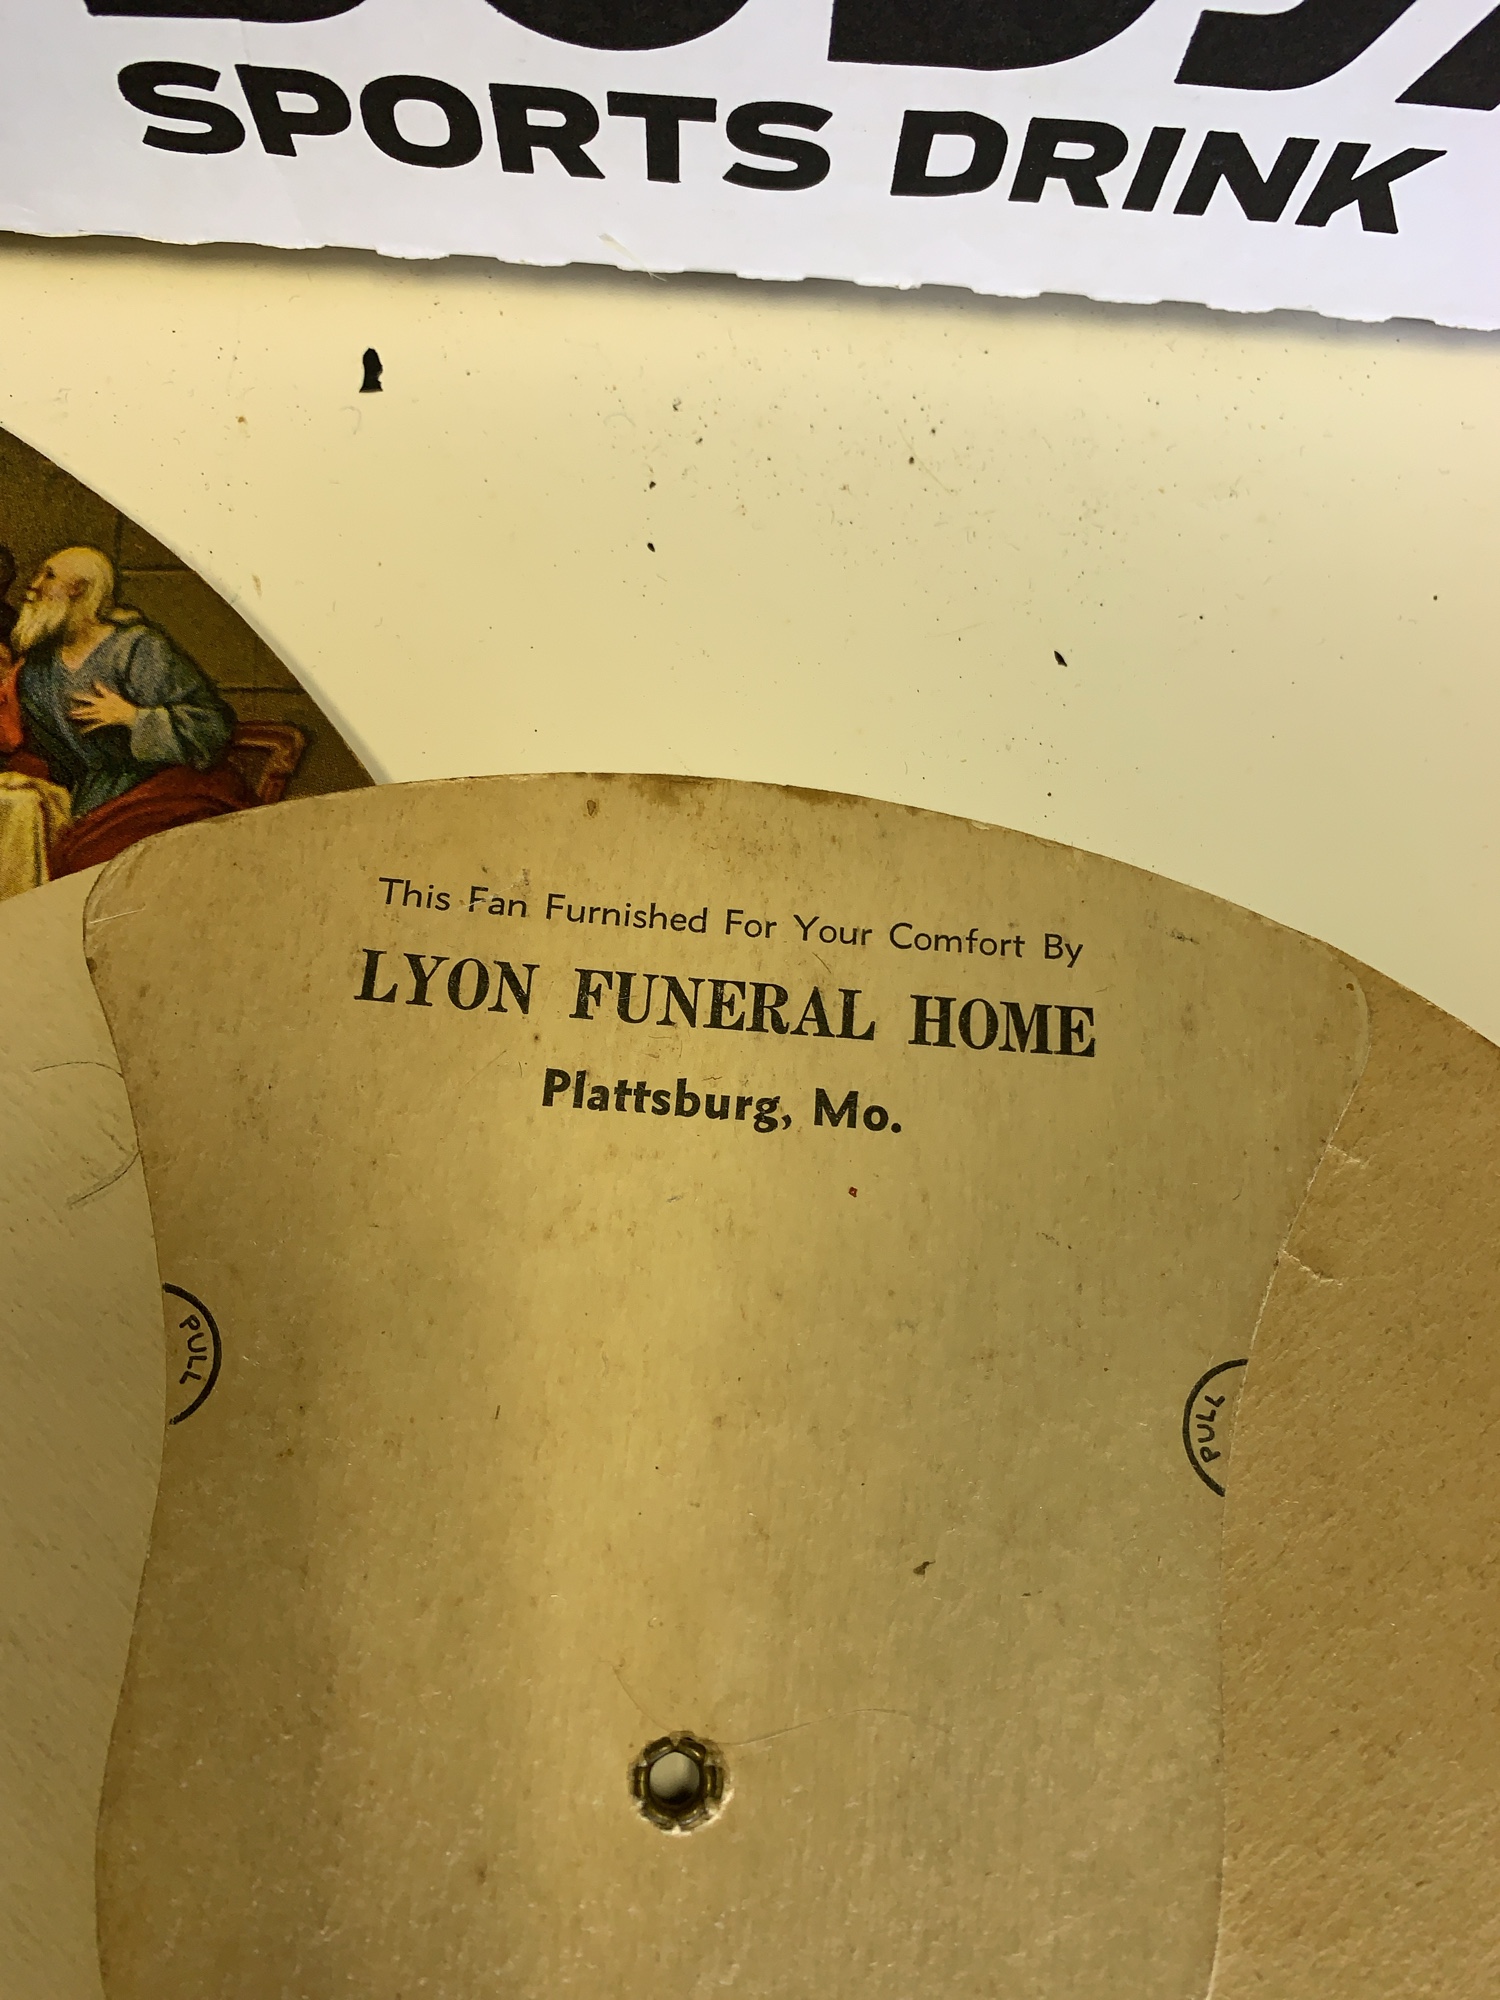 SPORTS DRINK
This Fan Furnished For Your Comfort By
LYON FUNERAL HOME
Plattsburg, Mo.
PULL
PULL